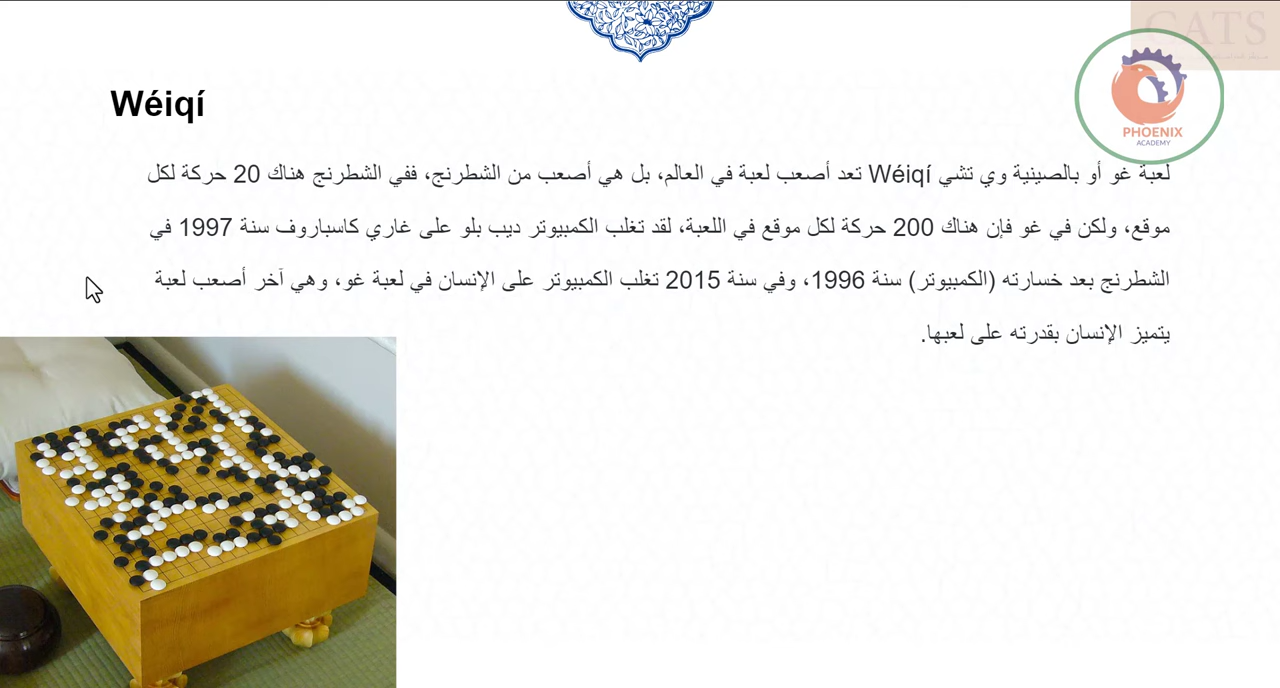 CATS
PHOENIX
ACADEMY
Wéiqí
لعبة غو أو بالصينية وي تشي Wéiqí تعد أصعب لعبة في العالم، بل هي أصعب من الشطرنج، ففي الشطرنج هناك 20 حركة لكل
موقع، ولكن في غو فإن هناك 200 حركة لكل موقع في اللعبة، لقد تغلب الكمبيوتر ديب بلو على غاري كاسباروف سنة 1997 في
الشطرنج بعد خسارته (الكمبيوتر) سنة 1996، وفي سنة 2015 تغلب الكمبيوتر على الإنسان في لعبة غو، وهي آخر أصعب لعبة
يتميز الإنسان بقدرته على لعبها.